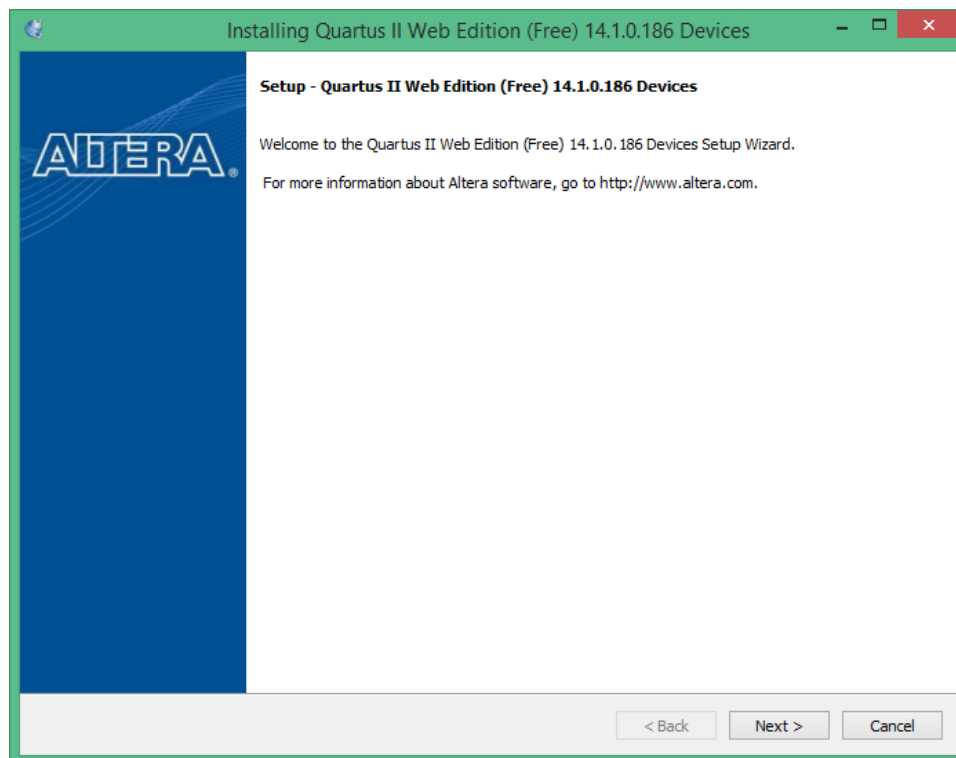 Installing Quartus II Web Edition (Free) 14.1.0.186 Devices
Setup - Quartus II Web Edition (Free) 14.1.0.186 Devices
ALTERA®
Welcome to the Quartus II Web Edition (Free) 14.1.0.186 Devices Setup Wizard.
For more information about Altera software, go to http://www.altera.com.
< Back
Next >
Cancel